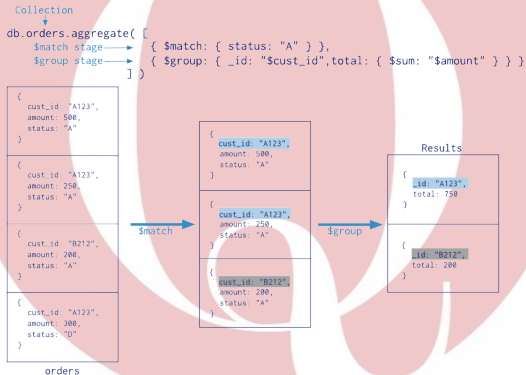 Collection
db.orders.aggregate( [
$match stage { $match: { status: "A" } },
$group stage { $group: { _id: "$cust_id",total: { $sum: "$amount" } } }
] )
{
cust_id: "A123",
amount: 500,
status: "A"
}
{
cust_id: "A123",
amount: 250,
status: "A"
}
{
cust_id: "B212",
amount: 200,
status: "A"
}
{
cust_id: "A123",
amount: 300,
status: "D"
}
orders
$match
{
cust_id: "A123",
amount: 500,
status: "A"
}
{
cust_id: "A123",
amount: 250,
status: "A"
}
{
cust_id: "B212",
amount: 200,
status: "A"
}
$group
Results
{
_id: "A123",
total: 750
}
{
_id: "B212",
total: 200
}